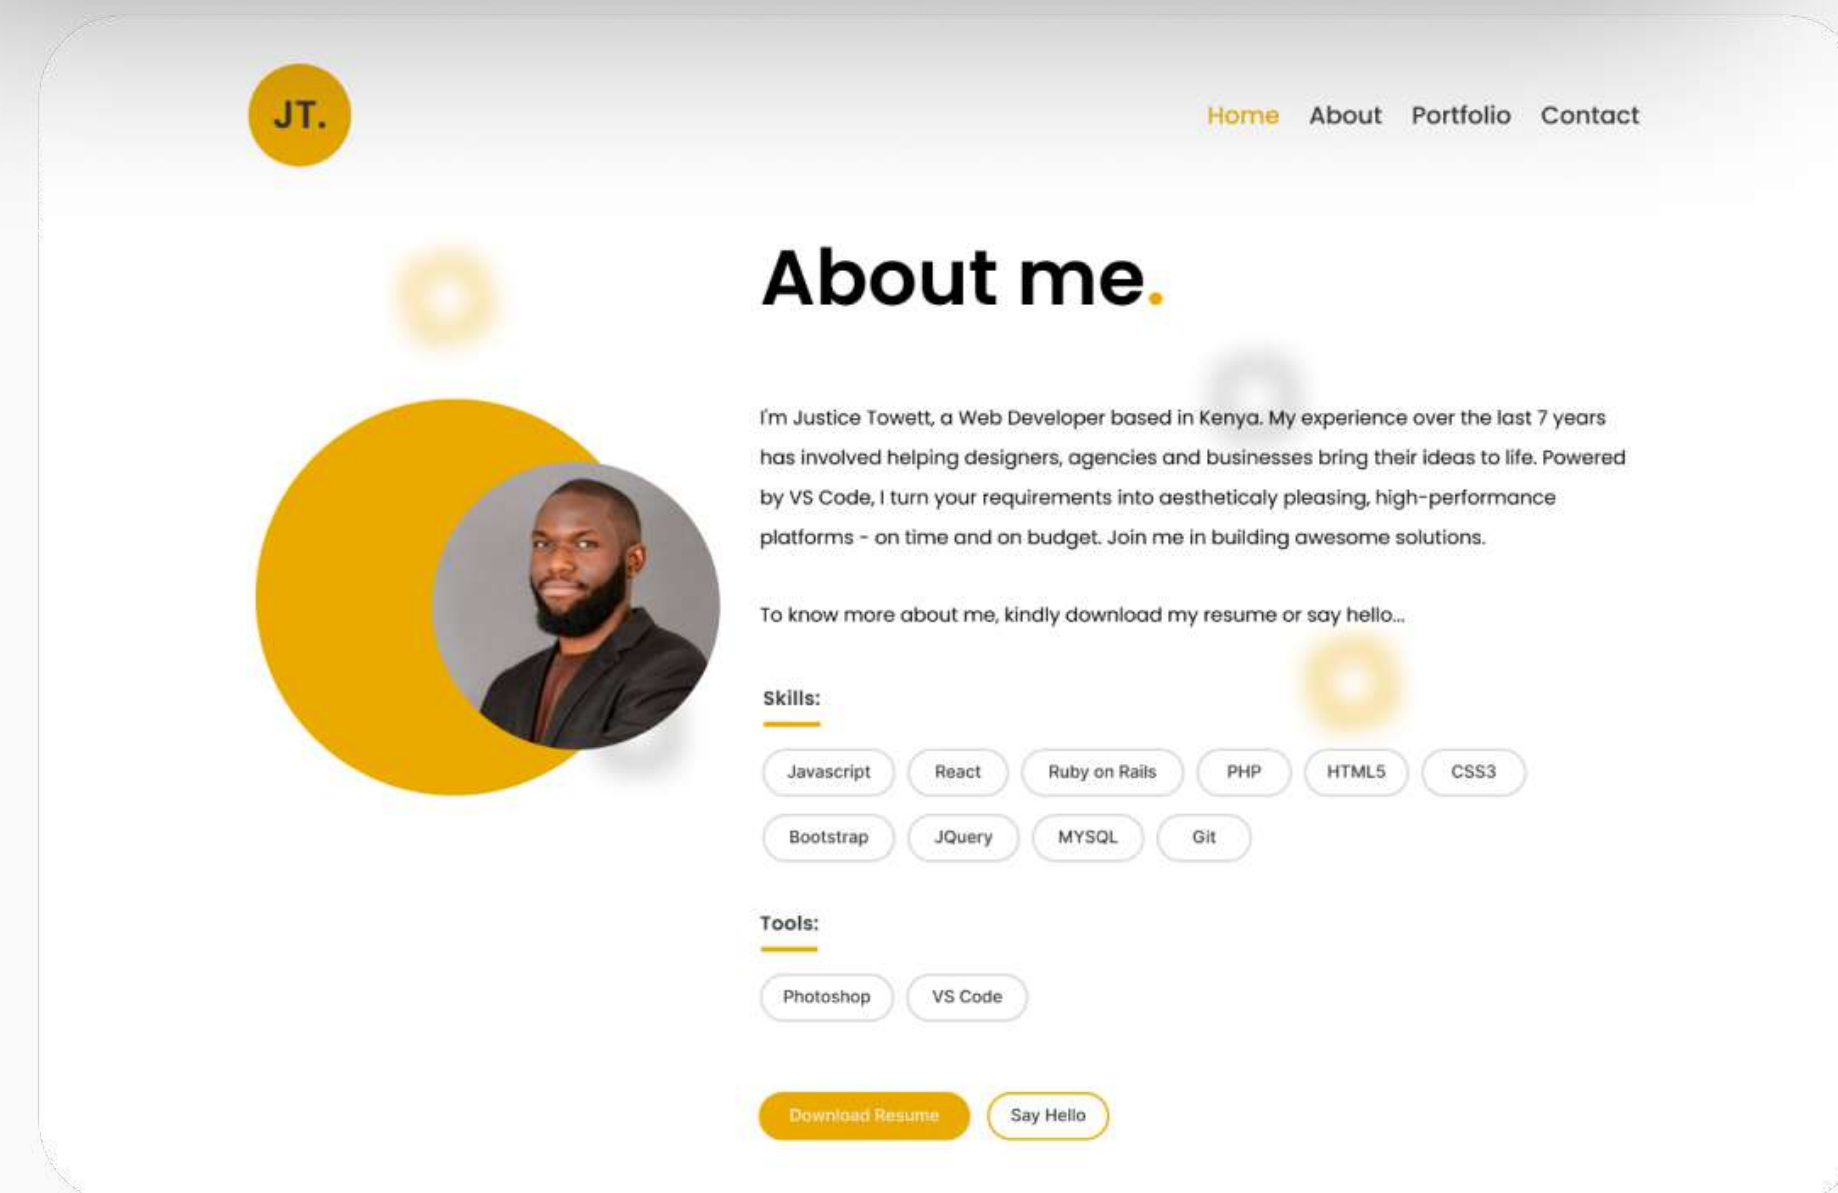 JT.
Home About Portfolio Contact
About me.
I'm Justice Towett, a Web Developer based in Kenya. My experience over the last 7 years
has involved helping designers, agencies and businesses bring their ideas to life. Powered
by VS Code, I turn your requirements into aestheticaly pleasing, high-performance
platforms - on time and on budget. Join me in building awesome solutions.
To know more about me, kindly download my resume or say hello...
Skills:
Javascript React Ruby on Rails PHP HTML5 CSS3
Bootstrap JQuery MYSQL Git
Tools:
Photoshop VS Code
Download Resume Say Hello